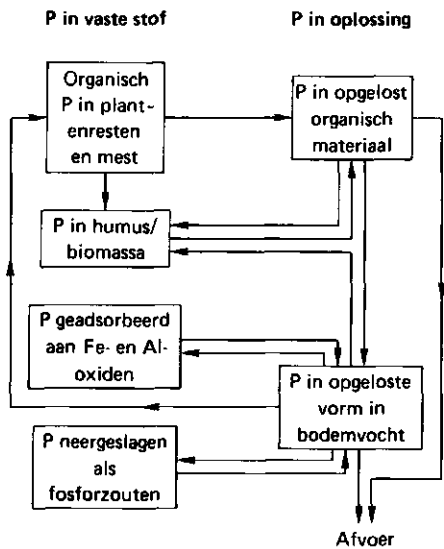 P in vaste stof
P in oplossing
Organisch
P in plant-
enresten
en mest
P in opgelost
organisch
materiaal
P in humus/
biomassa
P geadsorbeerd
aan Fe- en Al-
oxiden
P in opgeloste
vorm in
bodemvocht
P neergeslagen
als
fosforzouten
Afvoer